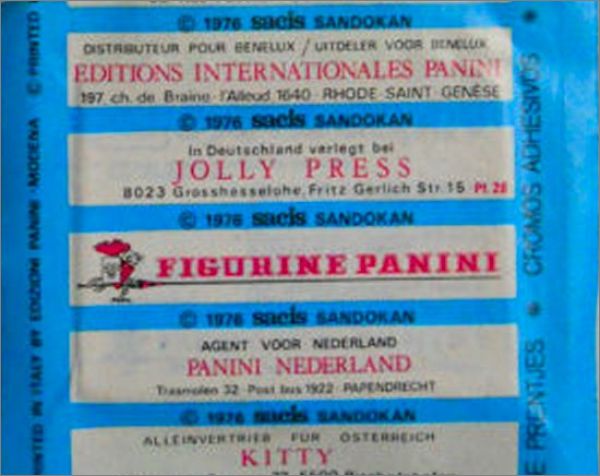 © 1976 sacis SANDOKAN
DISTRIBUTEUR POUR BENELUX / UITDELER VOOR BENELUX
EDITIONS INTERNATIONALES PANINI
197 ch. de Braine-l'Alleud 1640 - RHODE-SAINT-GENÈSE
© 1976 sacis SANDOKAN
In Deutschland verlegt bei
JOLLY PRESS
8023 Grosshesselohe, Fritz Gerlich Str. 15 Pf. 20
© 1976 sacis SANDOKAN
FIGURINE PANINI
© 1976 sacis SANDOKAN
AGENT VOOR NEDERLAND
PANINI NEDERLAND
Trasmolen 32 - Post bus 1922 - PAPENDRECHT
© 1976 sacis SANDOKAN
ALLEINVERTRIEB FÜR ÖSTERREICH
KITTY
5500
PRINTED IN ITALY BY EDIZIONI PANINI - MODENA © PRINTED
E PRENTJES * CROMOS ADHESIVOS *